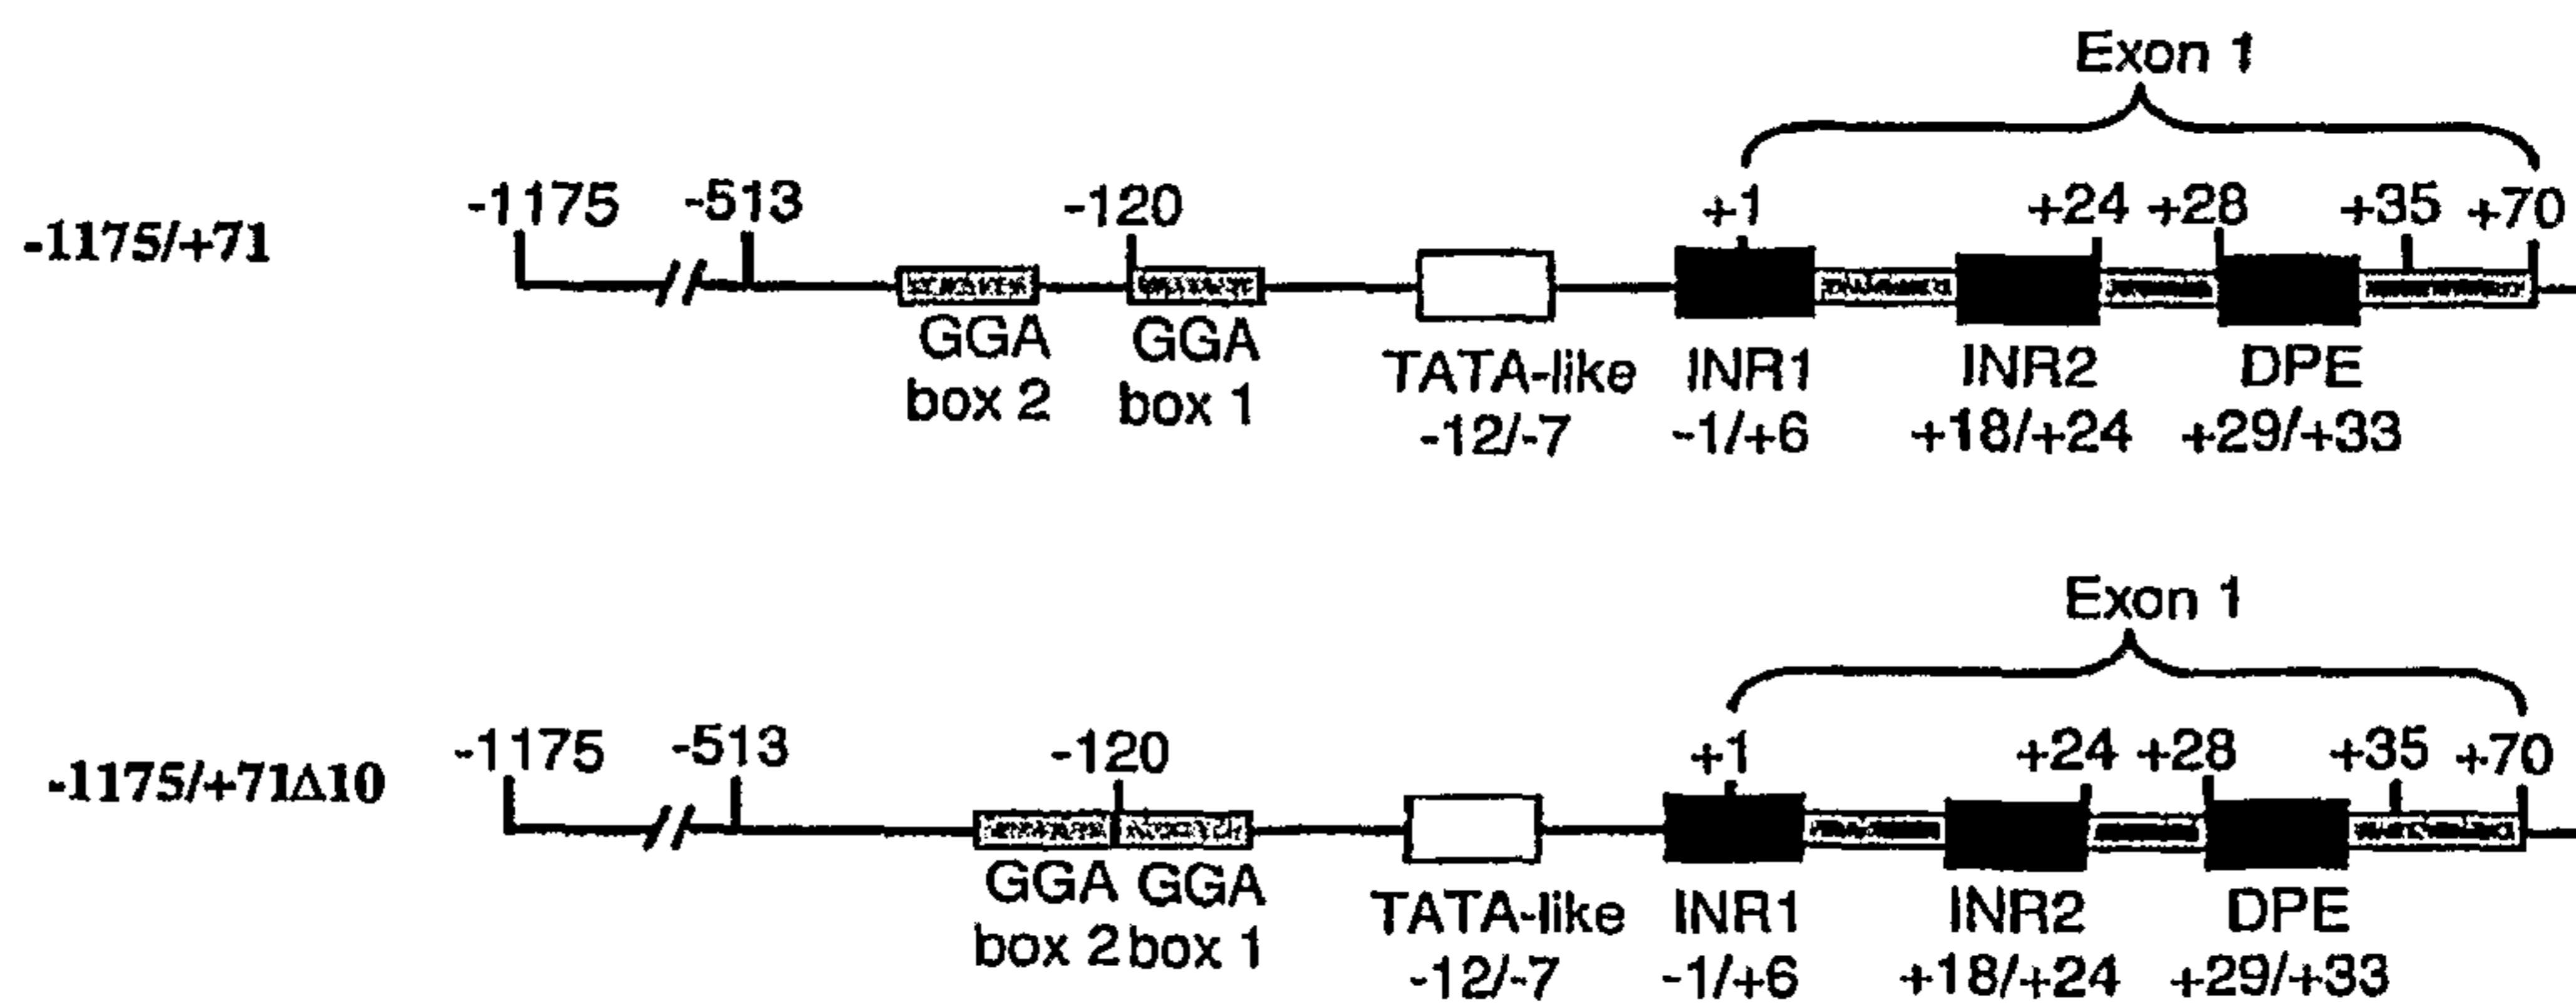 Exon 1
-1175 -513 -120 +1 +24 +28 +35 +70
-1175/+71
GGA box 2
GGA box 1
TATA-like -12/-7
INR1 -1/+6
INR2 +18/+24
DPE +29/+33
Exon 1
-1175 -513 -120 +1 +24 +28 +35 +70
-1175/+71Δ10
GGA box 2
GGA box 1
TATA-like -12/-7
INR1 -1/+6
INR2 +18/+24
DPE +29/+33